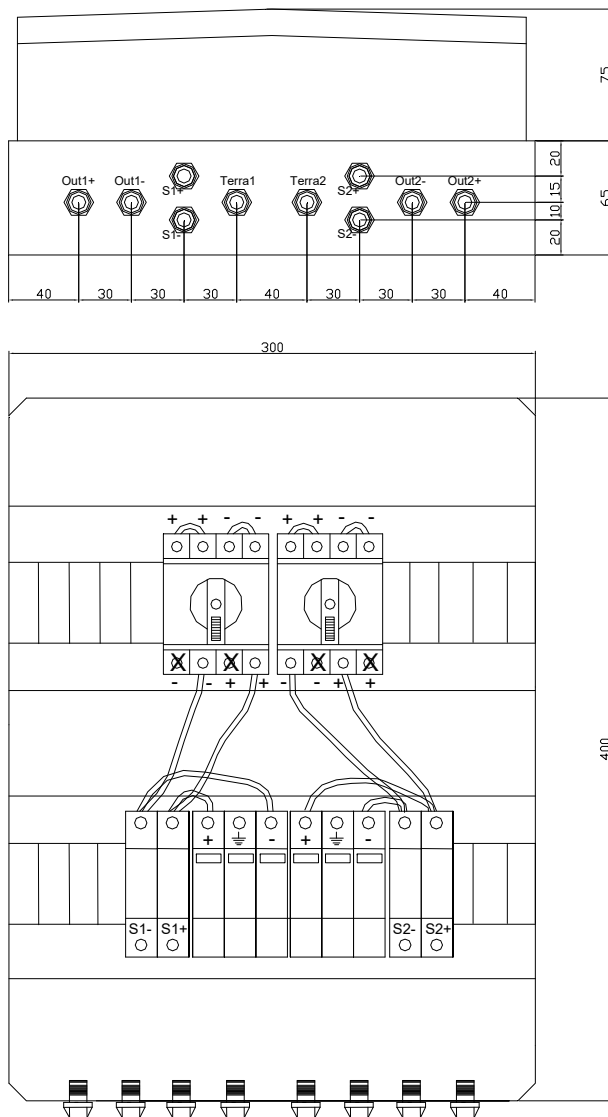 75
20
Out1+ Out1- S1+ Terra1 Terra2 S2+ Out2- Out2+
15
65
10
S1- S2-
20
40 30 30 30 40 30 30 30 40
300
+ + - - + + - -
X X X X
- - + + - - + +
400
+ - + -
S1- S1+ S2- S2+